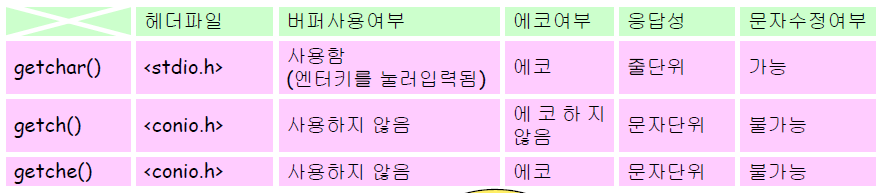 헤더파일 버퍼사용여부 에코여부 응답성 문자수정여부
getchar() <stdio.h> 사용함 에코 줄단위 가능
(엔터키를 눌러입력됨)
getch() <conio.h> 사용하지 않음 에 코 하 지 문자단위 불가능
않음
getche() <conio.h> 사용하지 않음 에코 문자단위 불가능